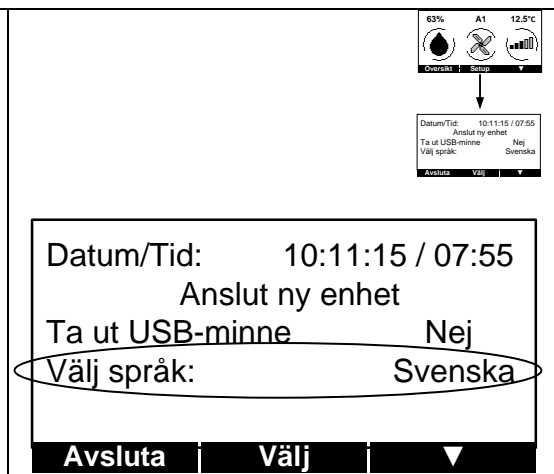 63% A1 12.5°C
Översikt Setup ▼
Datum/Tid: 10:11:15 / 07:55
Anslut ny enhet
Ta ut USB-minne Nej
Välj språk: Svenska
Avsluta Välj ▼
Datum/Tid: 10:11:15 / 07:55
Anslut ny enhet
Ta ut USB-minne Nej
Välj språk: Svenska
Avsluta Välj ▼